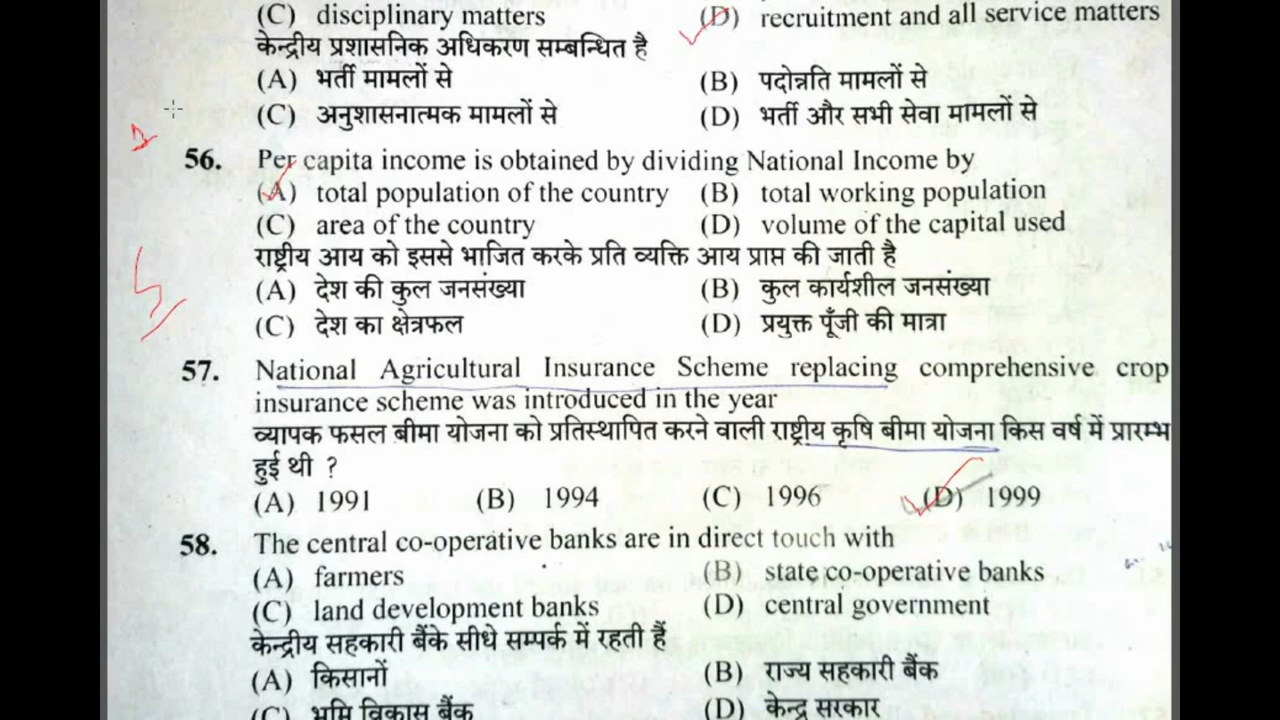 (C) disciplinary matters (D) recruitment and all service matters
केन्द्रीय प्रशासनिक अधिकरण सम्बन्धित है
(A) भर्ती मामलों से (B) पदोन्नति मामलों से
(C) अनुशासनात्मक मामलों से (D) भर्ती और सभी सेवा मामलों से
56. Per capita income is obtained by dividing National Income by
(A) total population of the country (B) total working population
(C) area of the country (D) volume of the capital used
राष्ट्रीय आय को इससे भाजित करके प्रति व्यक्ति आय प्राप्त की जाती है
(A) देश की कुल जनसंख्या (B) कुल कार्यशील जनसंख्या
(C) देश का क्षेत्रफल (D) प्रयुक्त पूँजी की मात्रा
57. National Agricultural Insurance Scheme replacing comprehensive crop
insurance scheme was introduced in the year
व्यापक फसल बीमा योजना को प्रतिस्थापित करने वाली राष्ट्रीय कृषि बीमा योजना किस वर्ष में प्रारम्भ
हुई थी ?
(A) 1991 (B) 1994 (C) 1996 (D) 1999
58. The central co-operative banks are in direct touch with
(A) farmers (B) state co-operative banks
(C) land development banks (D) central government
केन्द्रीय सहकारी बैंके सीधे सम्पर्क में रहती हैं
(A) किसानों (B) राज्य सहकारी बैंक
(C) भूमि विकास बैंक (D) केन्द्र सरकार